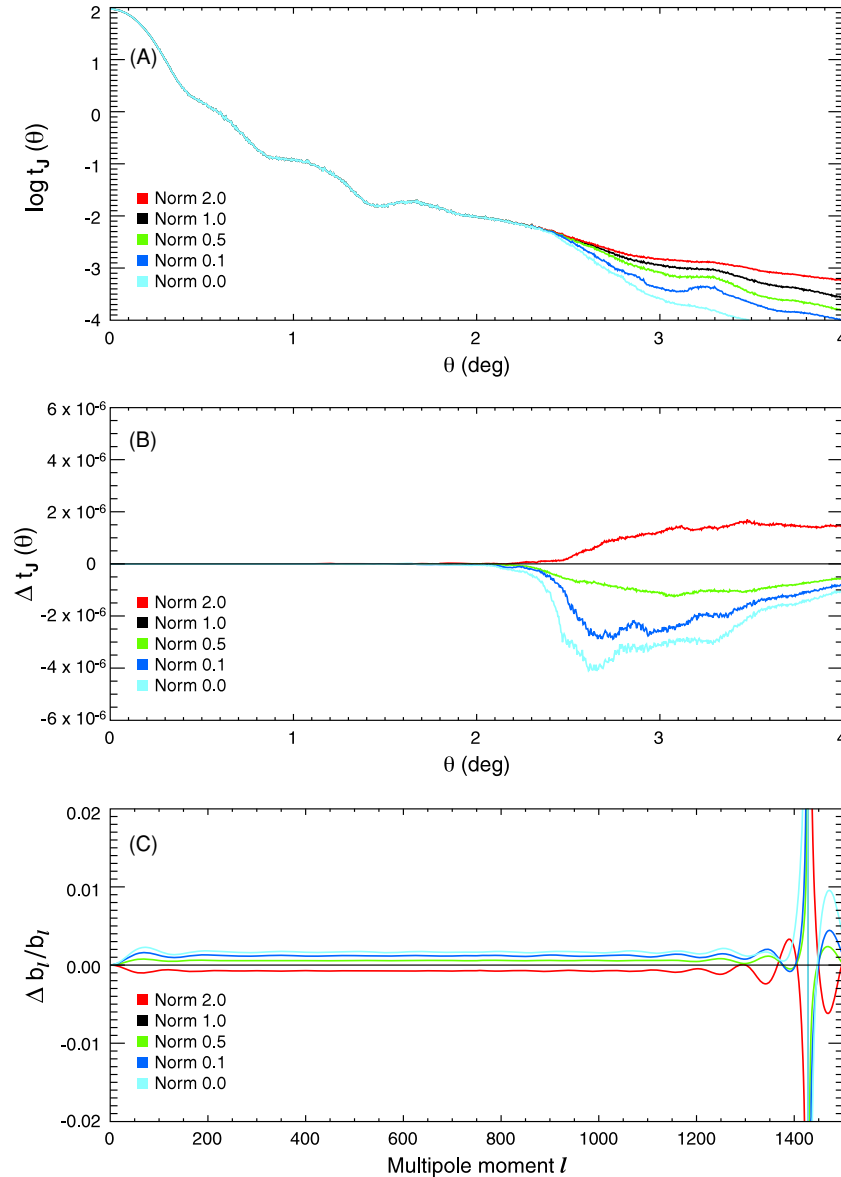 (A)
log tJ (θ)
2
1
0
-1
-2
-3
-4
Norm 2.0
Norm 1.0
Norm 0.5
Norm 0.1
Norm 0.0
0 1 2 3 4
θ (deg)
(B)
Δ tJ (θ)
6 x 10-6
4 x 10-6
2 x 10-6
0
-2 x 10-6
-4 x 10-6
-6 x 10-6
Norm 2.0
Norm 1.0
Norm 0.5
Norm 0.1
Norm 0.0
0 1 2 3 4
θ (deg)
(C)
Δ bl/bl
0.02
0.01
0.00
-0.01
-0.02
Norm 2.0
Norm 1.0
Norm 0.5
Norm 0.1
Norm 0.0
0 200 400 600 800 1000 1200 1400
Multipole moment l